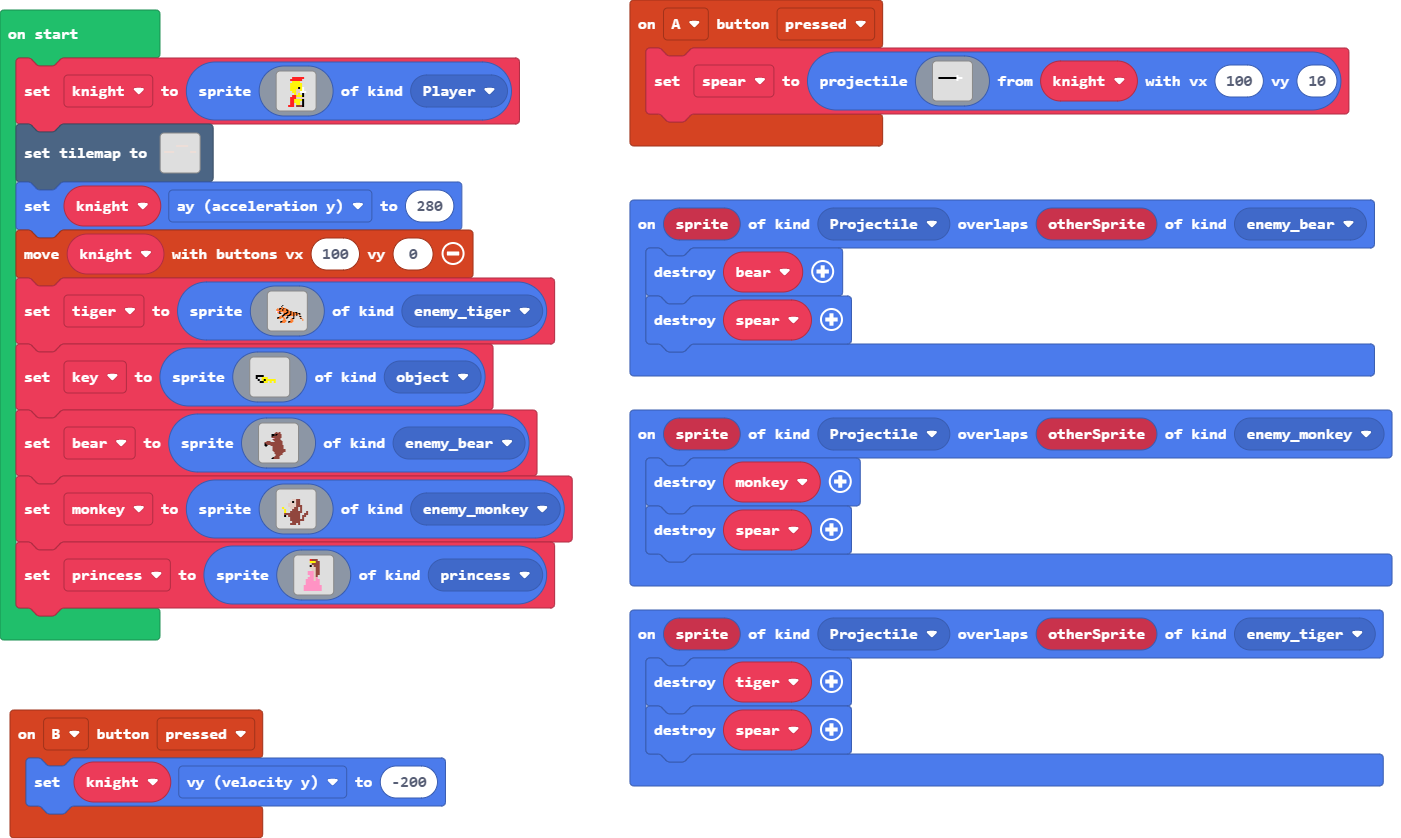 on start
set knight to sprite of kind Player
set tilemap to
set knight ay (acceleration y) to 280
move knight with buttons vx 100 vy 0
set tiger to sprite of kind enemy_tiger
set key to sprite of kind object
set bear to sprite of kind enemy_bear
set monkey to sprite of kind enemy_monkey
set princess to sprite of kind princess
on B button pressed
set knight vy (velocity y) to -200
on A button pressed
set spear to projectile from knight with vx 100 vy 10
on sprite of kind Projectile overlaps otherSprite of kind enemy_bear
destroy bear
destroy spear
on sprite of kind Projectile overlaps otherSprite of kind enemy_monkey
destroy monkey
destroy spear
on sprite of kind Projectile overlaps otherSprite of kind enemy_tiger
destroy tiger
destroy spear